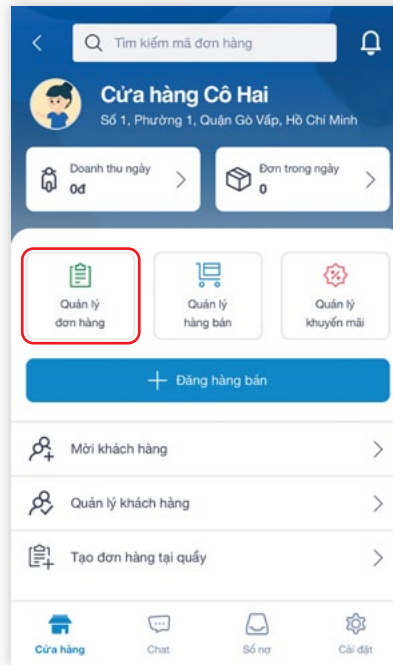 Tìm kiếm mã đơn hàng
Cửa hàng Cô Hai
Số 1, Phường 1, Quận Gò Vấp, Hồ Chí Minh
Doanh thu ngày
0đ
Đơn trong ngày
0
Quản lý
đơn hàng
Quản lý
hàng bán
Quản lý
khuyến mãi
Đăng hàng bán
Mời khách hàng
Quản lý khách hàng
Tạo đơn hàng tại quầy
Cửa hàng
Chat
Sổ nợ
Cài đặt